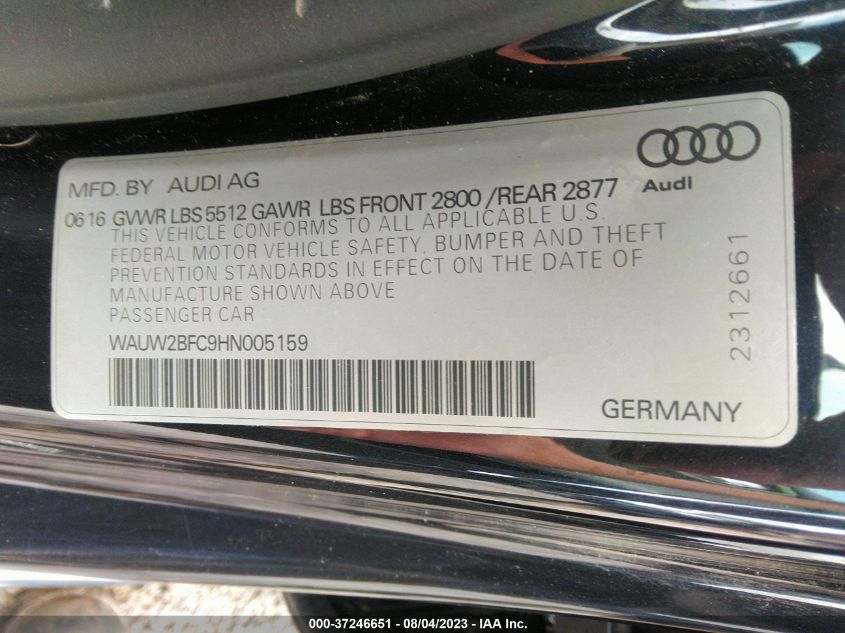 MFD. BY AUDI AG
Audi
0616 GVWR LBS 5512 GAWR LBS FRONT 2800 /REAR 2877
THIS VEHICLE CONFORMS TO ALL APPLICABLE U.S.
FEDERAL MOTOR VEHICLE SAFETY, BUMPER AND THEFT
PREVENTION STANDARDS IN EFFECT ON THE DATE OF
MANUFACTURE SHOWN ABOVE
PASSENGER CAR
WAUW2BFC9HN005159
2312661
GERMANY
000-37246651 - 08/04/2023 - IAA Inc.